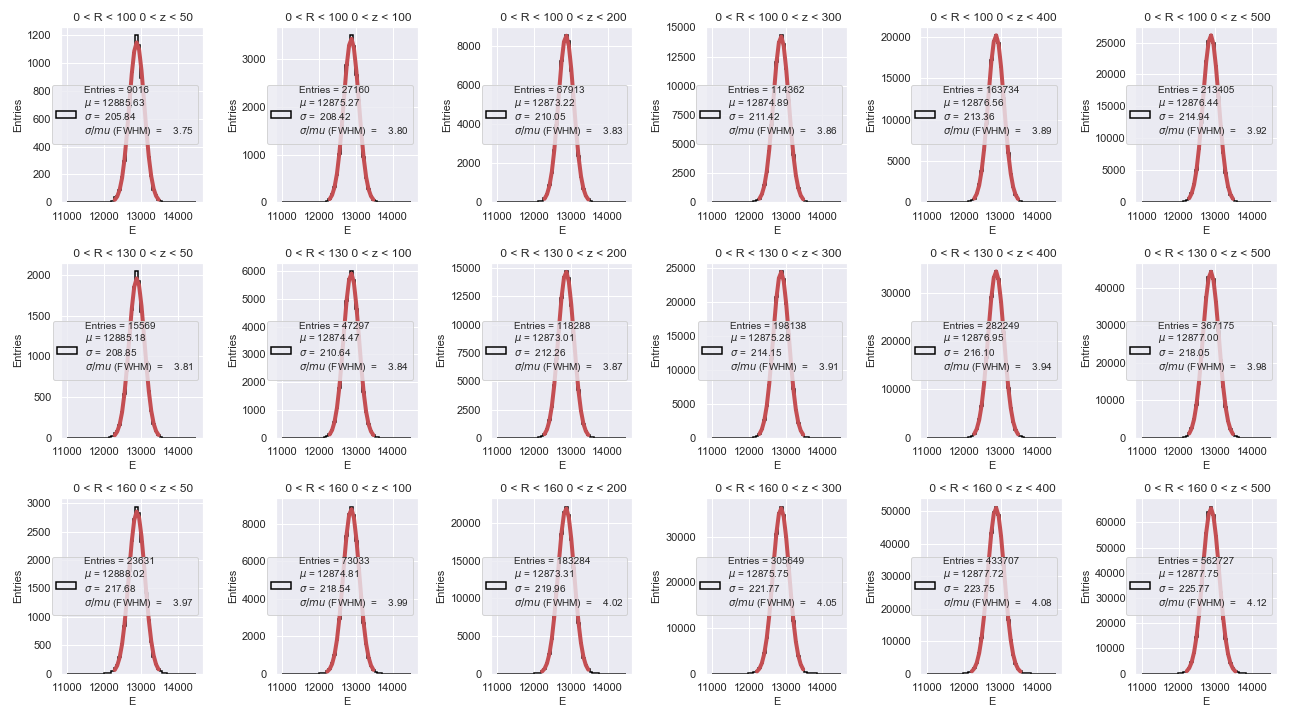 0 < R < 100 0 < z < 50
1200
1000
800
600
400
200
0
Entries
Entries = 9016
μ = 12885.63
σ = 205.84
σ/mu (FWHM) = 3.75
11000 12000 13000 14000
E
0 < R < 100 0 < z < 100
3000
2000
1000
0
Entries
Entries = 27160
μ = 12875.27
σ = 208.42
σ/mu (FWHM) = 3.80
11000 12000 13000 14000
E
0 < R < 100 0 < z < 200
8000
6000
4000
2000
0
Entries
Entries = 67913
μ = 12873.22
σ = 210.05
σ/mu (FWHM) = 3.83
11000 12000 13000 14000
E
0 < R < 100 0 < z < 300
15000
12500
10000
7500
5000
2500
0
Entries
Entries = 114362
μ = 12874.89
σ = 211.42
σ/mu (FWHM) = 3.86
11000 12000 13000 14000
E
0 < R < 100 0 < z < 400
20000
15000
10000
5000
0
Entries
Entries = 163734
μ = 12876.56
σ = 213.36
σ/mu (FWHM) = 3.89
11000 12000 13000 14000
E
0 < R < 100 0 < z < 500
25000
20000
15000
10000
5000
0
Entries
Entries = 213405
μ = 12876.44
σ = 214.94
σ/mu (FWHM) = 3.92
11000 12000 13000 14000
E
0 < R < 130 0 < z < 50
2000
1500
1000
500
0
Entries
Entries = 15569
μ = 12885.18
σ = 208.85
σ/mu (FWHM) = 3.81
11000 12000 13000 14000
E
0 < R < 130 0 < z < 100
6000
5000
4000
3000
2000
1000
0
Entries
Entries = 47297
μ = 12874.47
σ = 210.64
σ/mu (FWHM) = 3.84
11000 12000 13000 14000
E
0 < R < 130 0 < z < 200
15000
12500
10000
7500
5000
2500
0
Entries
Entries = 118288
μ = 12873.01
σ = 212.26
σ/mu (FWHM) = 3.87
11000 12000 13000 14000
E
0 < R < 130 0 < z < 300
25000
20000
15000
10000
5000
0
Entries
Entries = 198138
μ = 12875.28
σ = 214.15
σ/mu (FWHM) = 3.91
11000 12000 13000 14000
E
0 < R < 130 0 < z < 400
30000
20000
10000
0
Entries
Entries = 282249
μ = 12876.95
σ = 216.10
σ/mu (FWHM) = 3.94
11000 12000 13000 14000
E
0 < R < 130 0 < z < 500
40000
30000
20000
10000
0
Entries
Entries = 367175
μ = 12877.00
σ = 218.05
σ/mu (FWHM) = 3.98
11000 12000 13000 14000
E
0 < R < 160 0 < z < 50
3000
2500
2000
1500
1000
500
0
Entries
Entries = 23631
μ = 12888.02
σ = 217.68
σ/mu (FWHM) = 3.97
11000 12000 13000 14000
E
0 < R < 160 0 < z < 100
8000
6000
4000
2000
0
Entries
Entries = 73033
μ = 12874.81
σ = 218.54
σ/mu (FWHM) = 3.99
11000 12000 13000 14000
E
0 < R < 160 0 < z < 200
20000
15000
10000
5000
0
Entries
Entries = 183284
μ = 12873.31
σ = 219.96
σ/mu (FWHM) = 4.02
11000 12000 13000 14000
E
0 < R < 160 0 < z < 300
30000
20000
10000
0
Entries
Entries = 305649
μ = 12875.75
σ = 221.77
σ/mu (FWHM) = 4.05
11000 12000 13000 14000
E
0 < R < 160 0 < z < 400
50000
40000
30000
20000
10000
0
Entries
Entries = 433707
μ = 12877.72
σ = 223.75
σ/mu (FWHM) = 4.08
11000 12000 13000 14000
E
0 < R < 160 0 < z < 500
60000
50000
40000
30000
20000
10000
0
Entries
Entries = 562727
μ = 12877.75
σ = 225.77
σ/mu (FWHM) = 4.12
11000 12000 13000 14000
E